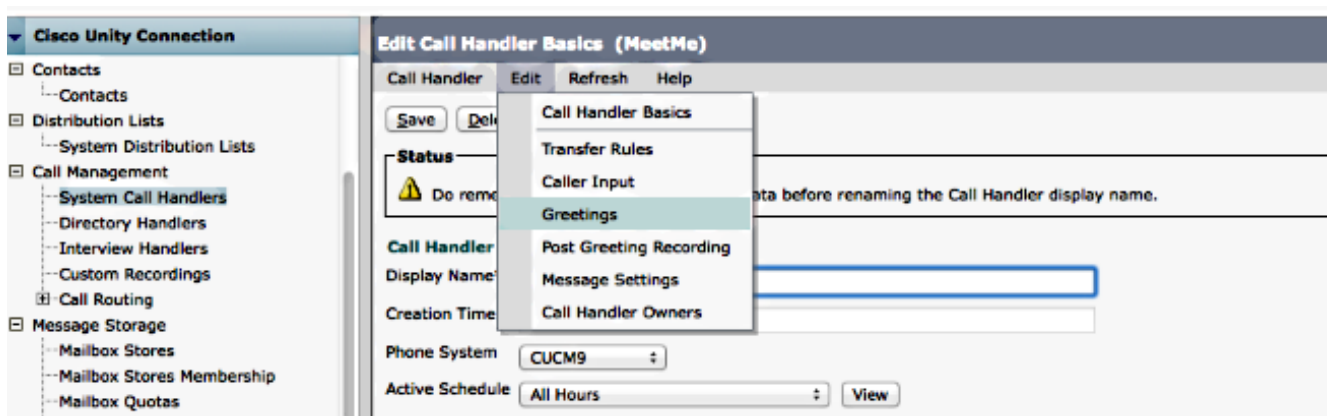 Cisco Unity Connection
Contacts
Contacts
Distribution Lists
System Distribution Lists
Call Management
System Call Handlers
Directory Handlers
Interview Handlers
Custom Recordings
Call Routing
Message Storage
Mailbox Stores
Mailbox Stores Membership
Mailbox Quotas
Edit Call Handler Basics (MeetMe)
Call Handler Edit Refresh Help
Save
Call Handler Basics
Transfer Rules
Caller Input
Greetings
Post Greeting Recording
Message Settings
Call Handler Owners
Status
Do before renaming the Call Handler display name.
Call Handler
Display Name
Creation Time
Phone System CUCM9
Active Schedule All Hours View